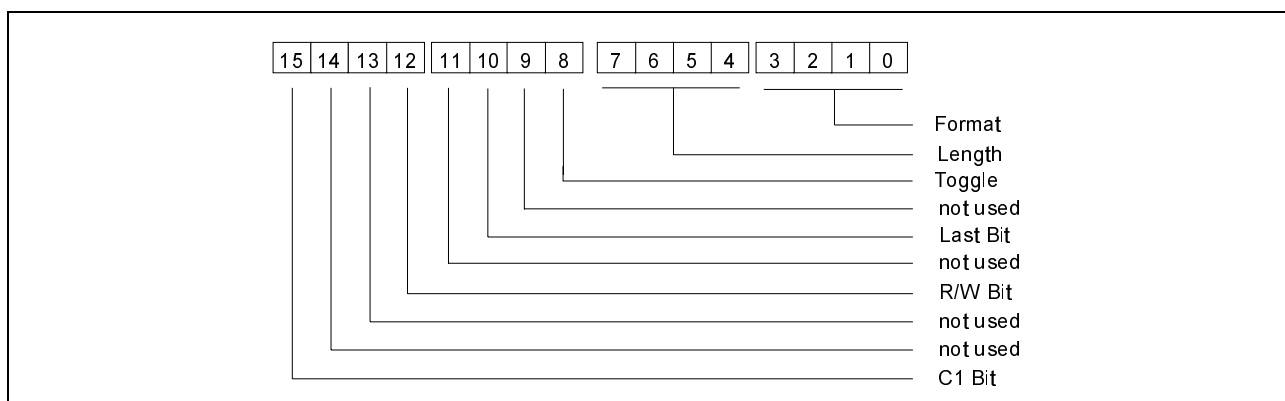 15 14 13 12 11 10 9 8 7 6 5 4 3 2 1 0
Format
Length
Toggle
not used
Last Bit
not used
R/W Bit
not used
not used
C1 Bit